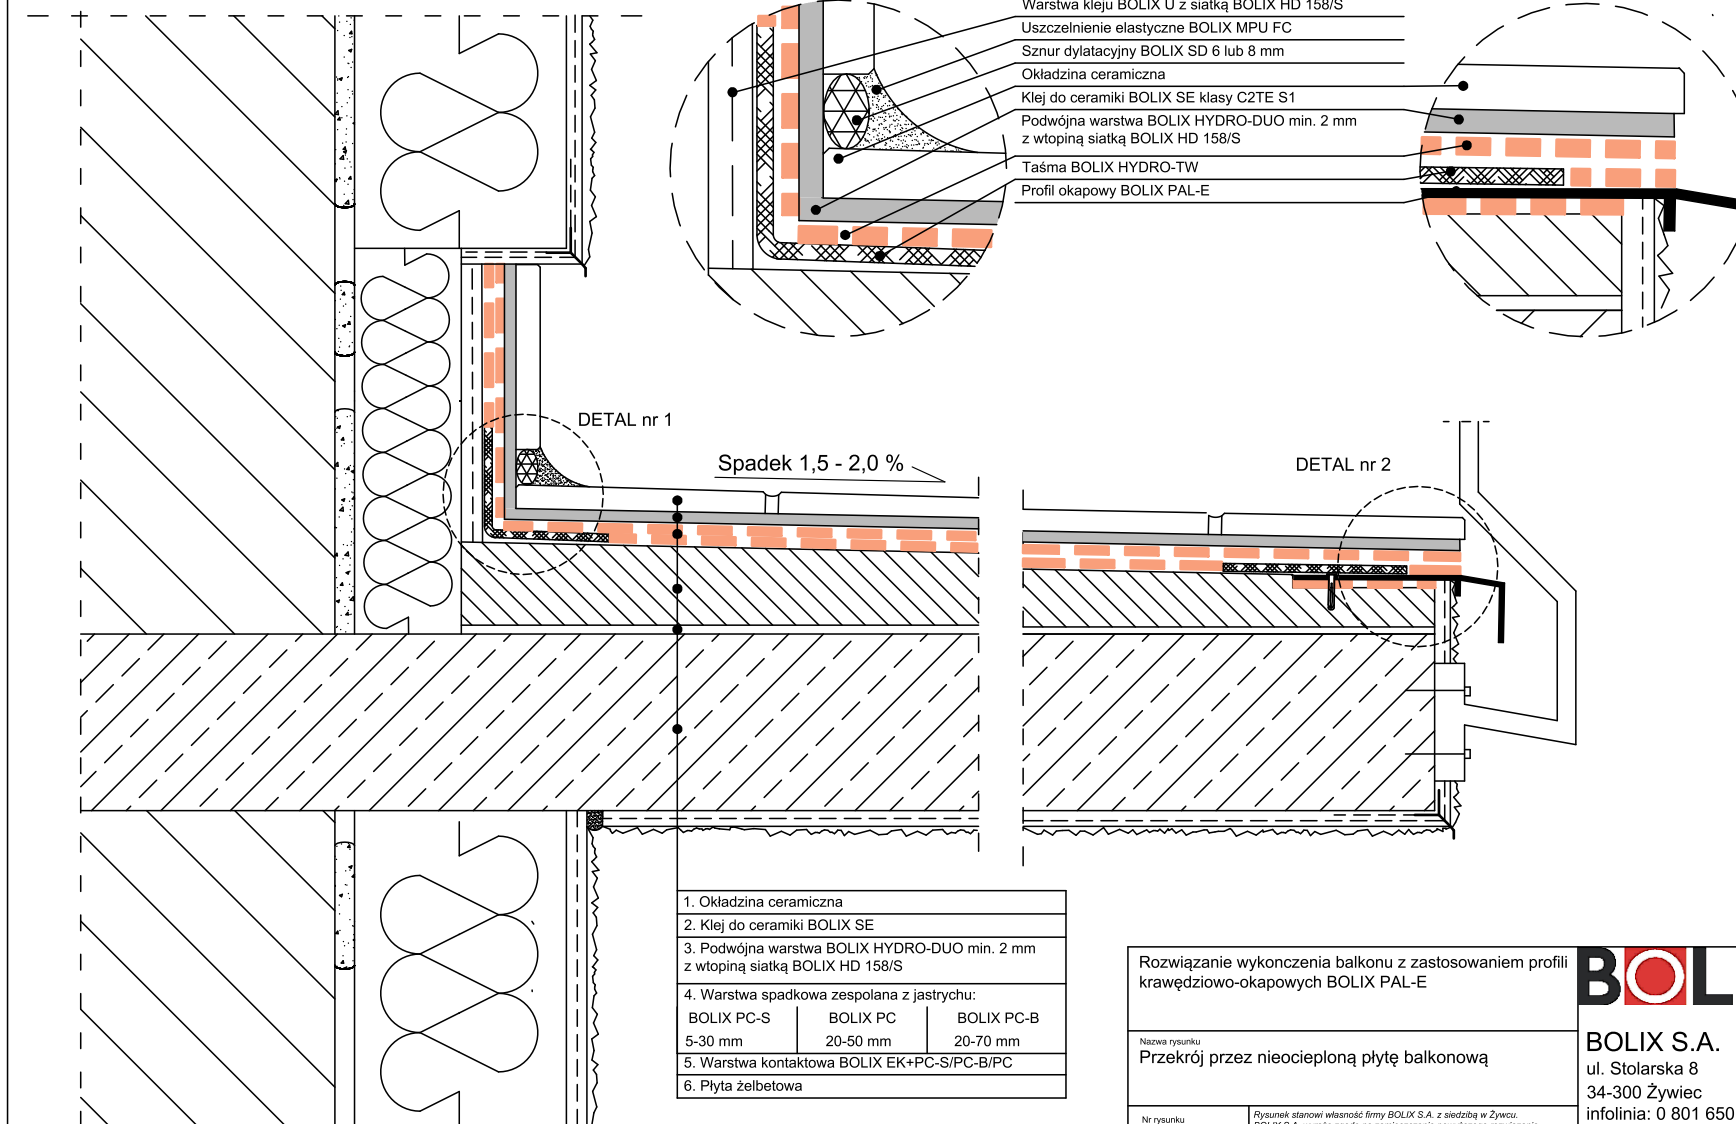 Warstwa kleju BOLIX U z siatką BOLIX HD 158/S
Uszczelnienie elastyczne BOLIX MPU FC
Sznur dylatacyjny BOLIX SD 6 lub 8 mm
Okładzina ceramiczna
Klej do ceramiki BOLIX SE klasy C2TE S1
Podwójna warstwa BOLIX HYDRO-DUO min. 2 mm
z wtopiną siatką BOLIX HD 158/S
Taśma BOLIX HYDRO-TW
Profil okapowy BOLIX PAL-E
DETAL nr 1
Spadek 1,5 - 2,0 %
DETAL nr 2
1. Okładzina ceramiczna
2. Klej do ceramiki BOLIX SE
3. Podwójna warstwa BOLIX HYDRO-DUO min. 2 mm
z wtopiną siatką BOLIX HD 158/S
4. Warstwa spadkowa zespolana z jastrychu:
BOLIX PC-S BOLIX PC BOLIX PC-B
5-30 mm 20-50 mm 20-70 mm
5. Warstwa kontaktowa BOLIX EK+PC-S/PC-B/PC
6. Płyta żelbetowa
Rozwiązanie wykonczenia balkonu z zastosowaniem profili
krawędziowo-okapowych BOLIX PAL-E
Nazwa rysunku
Przekrój przez nieocieploną płytę balkonową
Nr rysunku
Rysunek stanowi własność firmy BOLIX S.A. z siedzibą w Żywcu.
BOL
BOLIX S.A.
ul. Stolarska 8
34-300 Żywiec
infolinia: 0 801 650